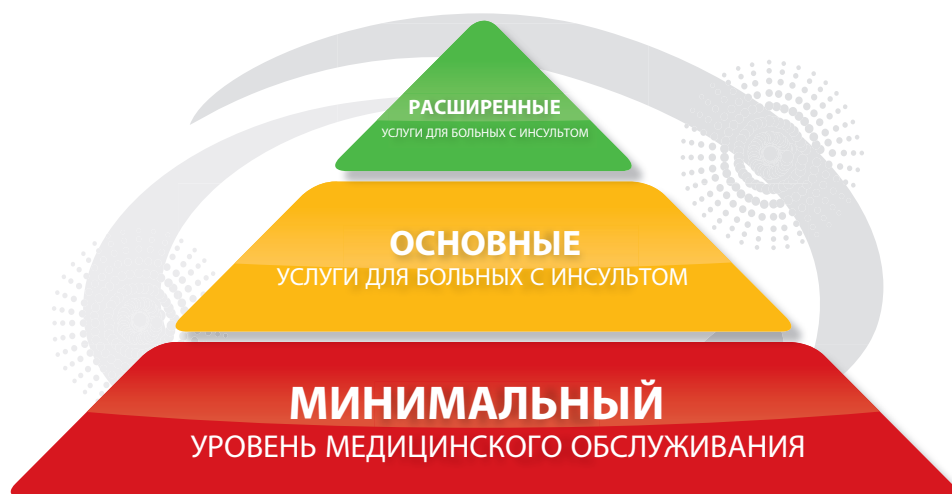 РАСШИРЕННЫЕ
УСЛУГИ ДЛЯ БОЛЬНЫХ С ИНСУЛЬТОМ
ОСНОВНЫЕ
УСЛУГИ ДЛЯ БОЛЬНЫХ С ИНСУЛЬТОМ
МИНИМАЛЬНЫЙ
УРОВЕНЬ МЕДИЦИНСКОГО ОБСЛУЖИВАНИЯ